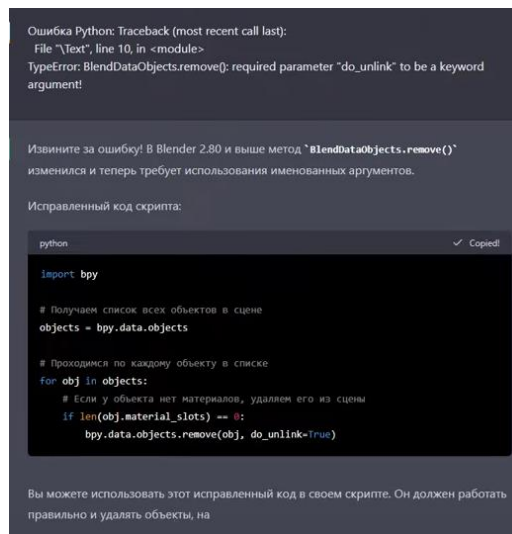 Ошибка Python: Traceback (most recent call last):
File "\Text", line 10, in <module>
TypeError: BlendDataObjects.remove(): required parameter "do_unlink" to be a keyword
argument!
Извините за ошибку! В Blender 2.80 и выше метод `BlendDataObjects.remove()`
изменился и теперь требует использования именованных аргументов.
Исправленный код скрипта:
python ✓ Copied!
import bpy
# Получаем список всех объектов в сцене
objects = bpy.data.objects
# Проходимся по каждому объекту в списке
for obj in objects:
# Если у объекта нет материалов, удаляем его из сцены
if len(obj.material_slots) == 0:
bpy.data.objects.remove(obj, do_unlink=True)
Вы можете использовать этот исправленный код в своем скрипте. Он должен работать
правильно и удалять объекты, на